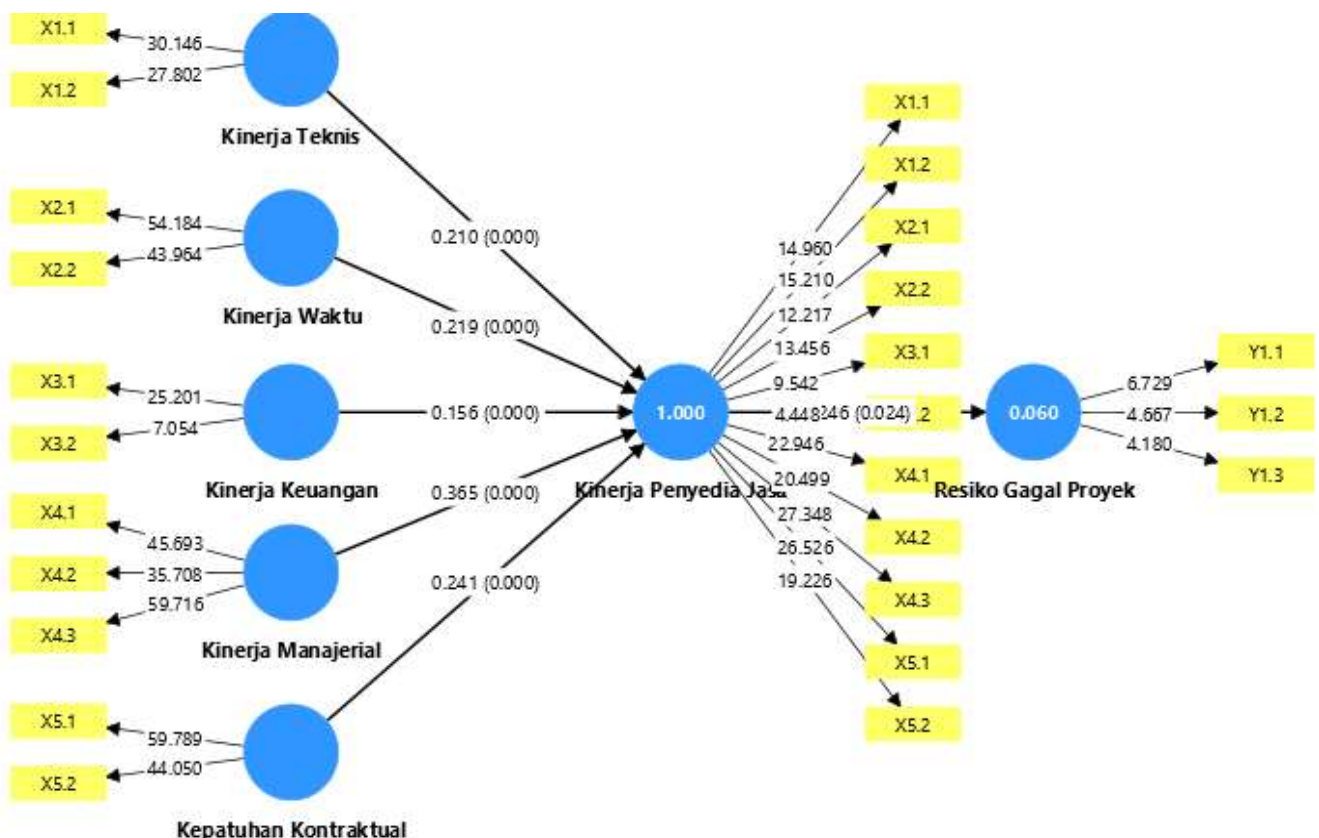 X1.1
30.146
27.802
X1.2
Kinerja Teknis
X2.1
54.184
43.964
X2.2
Kinerja Waktu
X3.1
25.201
7.054
X3.2
Kinerja Keuangan
X4.1
45.693
X4.2
35.708
59.716
X4.3
Kinerja Manajerial
X5.1
59.789
44.050
X5.2
Kepatuhan Kontraktual
0.210 (0.000)
0.219 (0.000)
0.156 (0.000)
0.365 (0.000)
0.241 (0.000)
1.000
Kinerja Penyedia Jasa
14.960
15.210
12.217
13.456
9.542
4.448
246 (0.024)
22.946
20.499
27.348
26.526
19.226
X1.1
X1.2
X2.1
X2.2
X3.1
.2
X4.1
X4.2
X4.3
X5.1
X5.2
0.060
Resiko Gagal Proyek
6.729
4.667
4.180
Y1.1
Y1.2
Y1.3